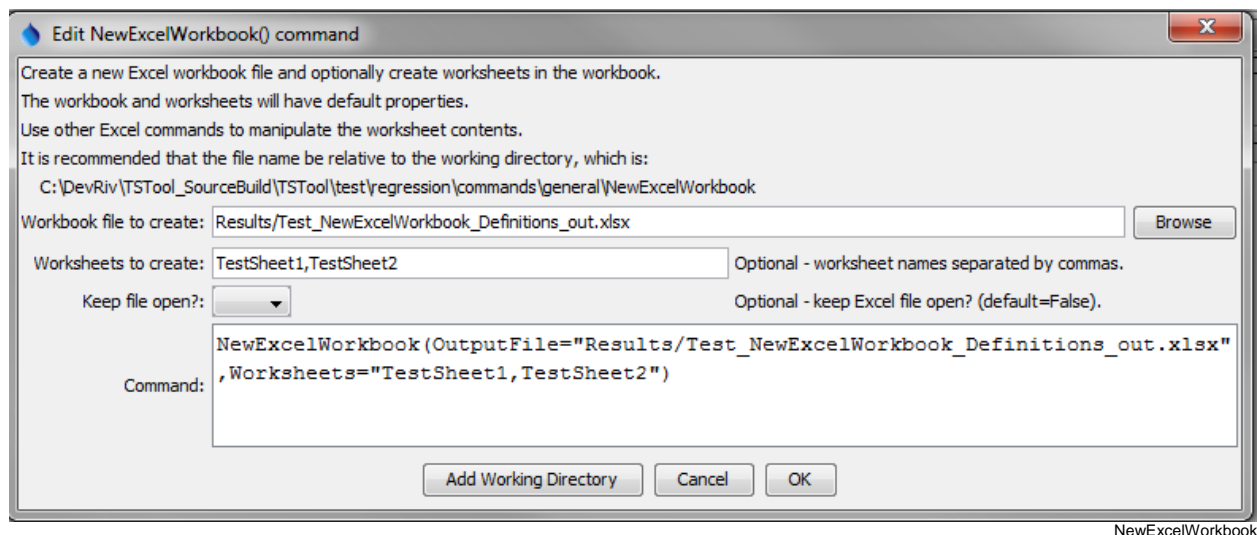 Edit NewExcelWorkbook() command
Create a new Excel workbook file and optionally create worksheets in the workbook.
The workbook and worksheets will have default properties.
Use other Excel commands to manipulate the worksheet contents.
It is recommended that the file name be relative to the working directory, which is:
C:\DevRiv\TSTool_SourceBuild\TSTool\test\regression\commands\general\NewExcelWorkbook
Workbook file to create: Results/Test_NewExcelWorkbook_Definitions_out.xlsx Browse
Worksheets to create: TestSheet1,TestSheet2 Optional - worksheet names separated by commas.
Keep file open?: Optional - keep Excel file open? (default=False).
NewExcelWorkbook(OutputFile="Results/Test_NewExcelWorkbook_Definitions_out.xlsx"
Command: ,Worksheets="TestSheet1,TestSheet2")
Add Working Directory Cancel OK
NewExcelWorkbook